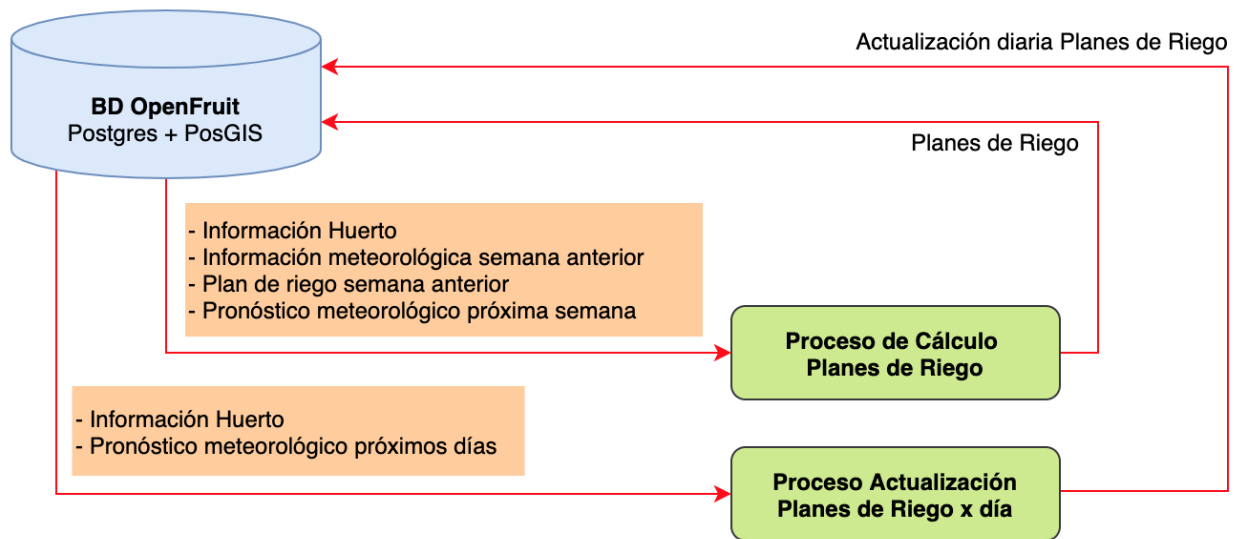 Actualización diaria Planes de Riego
BD OpenFruit
Postgres + PosGIS
Planes de Riego
- Información Huerto
- Información meteorológica semana anterior
- Plan de riego semana anterior
- Pronóstico meteorológico próxima semana
Proceso de Cálculo
Planes de Riego
- Información Huerto
- Pronóstico meteorológico próximos días
Proceso Actualización
Planes de Riego x día